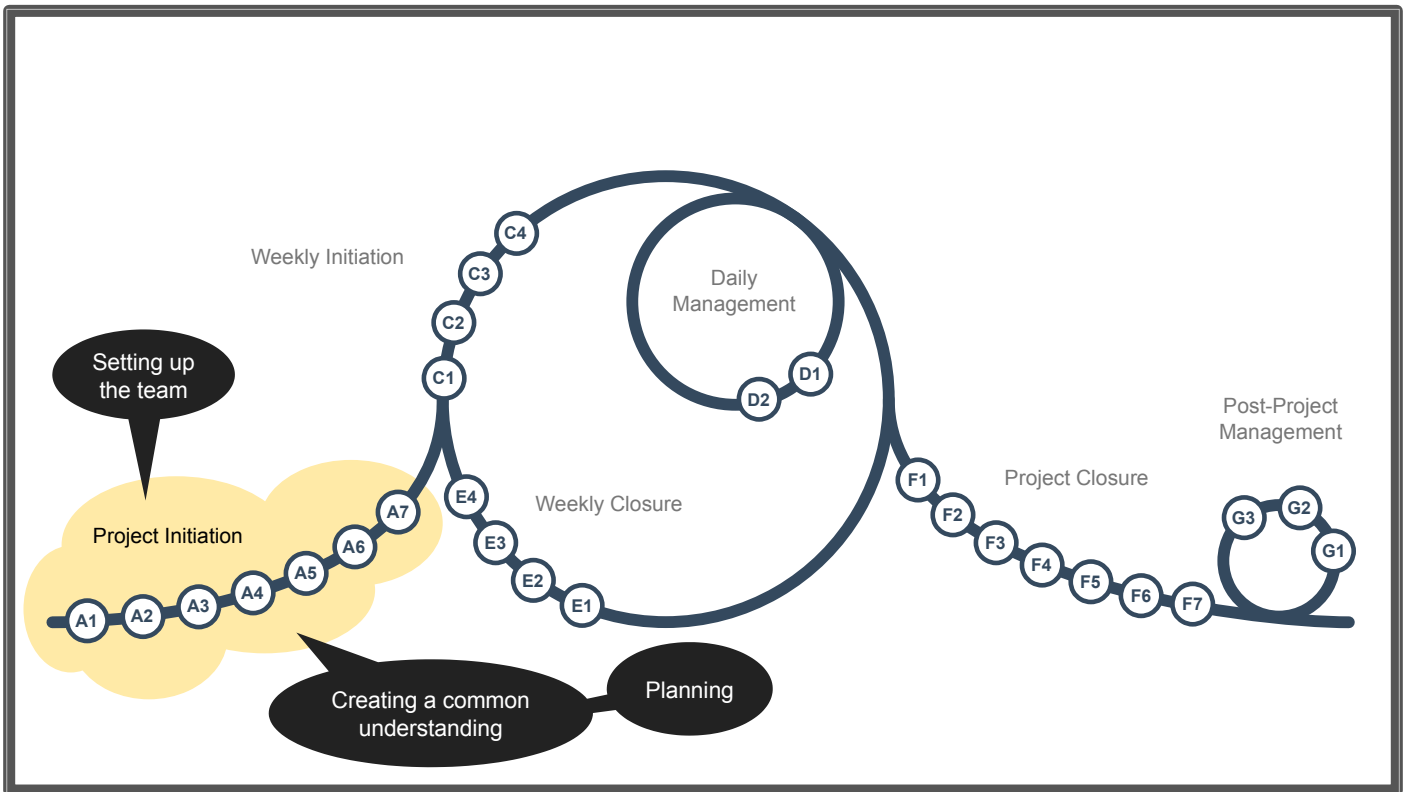 Weekly Initiation
C4
C3
C2
C1
Daily
Management
D1
D2
Setting up
the team
Project Initiation
A1
A2
A3
A4
A5
A6
A7
Weekly Closure
E4
E3
E2
E1
Creating a common
understanding
Planning
Project Closure
F1
F2
F3
F4
F5
F6
F7
Post-Project
Management
G3
G2
G1